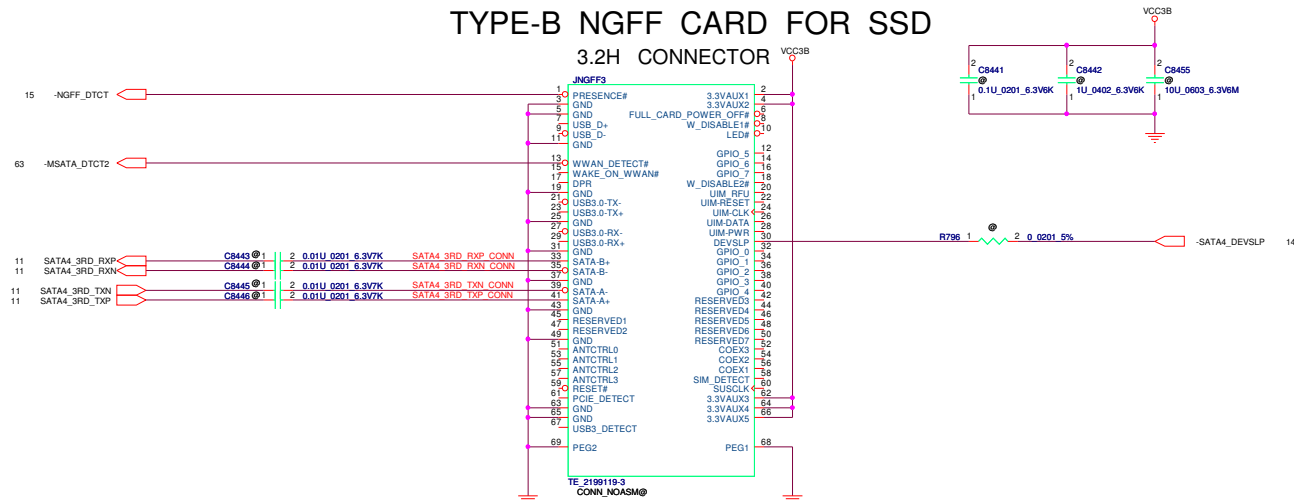 TYPE-B NGFF CARD FOR SSD
3.2H CONNECTOR
VCC3B
VCC3B
2 C8441
@
0.1U_0201_6.3V6K
1
2 C8442
@
1U_0402_6.3V6K
1
2 C8455
@
10U_0603_6.3V6M
1
JNGFF3
15 -NGFF_DTCT
63 -MSATA_DTCT2
11 SATA4_3RD_RXP C8443 @ 1 2 0.01U_0201_6.3V7K SATA4_3RD_RXP_CONN
11 SATA4_3RD_RXN C8444 @ 1 2 0.01U_0201_6.3V7K SATA4_3RD_RXN_CONN
11 SATA4_3RD_TXN C8445 @ 1 2 0.01U_0201_6.3V7K SATA4_3RD_TXN_CONN
11 SATA4_3RD_TXP C8446 @ 1 2 0.01U_0201_6.3V7K SATA4_3RD_TXP_CONN
1 PRESENCE#
3 GND
5 GND
7 USB_D+
9 USB_D-
11 GND
13 WWAN_DETECT#
15 WAKE_ON_WWAN#
17 DPR
19 GND
21 USB3.0-TX-
23 USB3.0-TX+
25 GND
27 USB3.0-RX-
29 USB3.0-RX+
31 GND
33 SATA-B+
35 SATA-B-
37 GND
39 SATA-A-
41 SATA-A+
43 GND
45 RESERVED1
47 RESERVED2
49 GND
51 ANTCTRL0
53 ANTCTRL1
55 ANTCTRL2
57 ANTCTRL3
59 RESET#
61 PCIE_DETECT
63 GND
65 GND
67 USB3_DETECT
69 PEG2
3.3VAUX1 2
3.3VAUX2 4
FULL_CARD_POWER_OFF# 6
W_DISABLE1# 8
LED# 10
GPIO_5 12
GPIO_6 14
GPIO_7 16
W_DISABLE2# 18
UIM_RFU 20
UIM-RESET 22
UIM-CLK 24
UIM-DATA 26
UIM-PWR 28
DEVSLP 30
GPIO_0 32
GPIO_1 34
GPIO_2 36
GPIO_3 38
GPIO_4 40
RESERVED3 42
RESERVED4 44
RESERVED5 46
RESERVED6 48
RESERVED7 50
COEX3 52
COEX2 54
COEX1 56
SIM_DETECT 58
SUSCLK 60
3.3VAUX3 62
3.3VAUX4 64
3.3VAUX5 66
PEG1 68
@
R796 1 2 0_0201_5% -SATA4_DEVSLP 14
TE_2199119-3
CONN_NOASM@